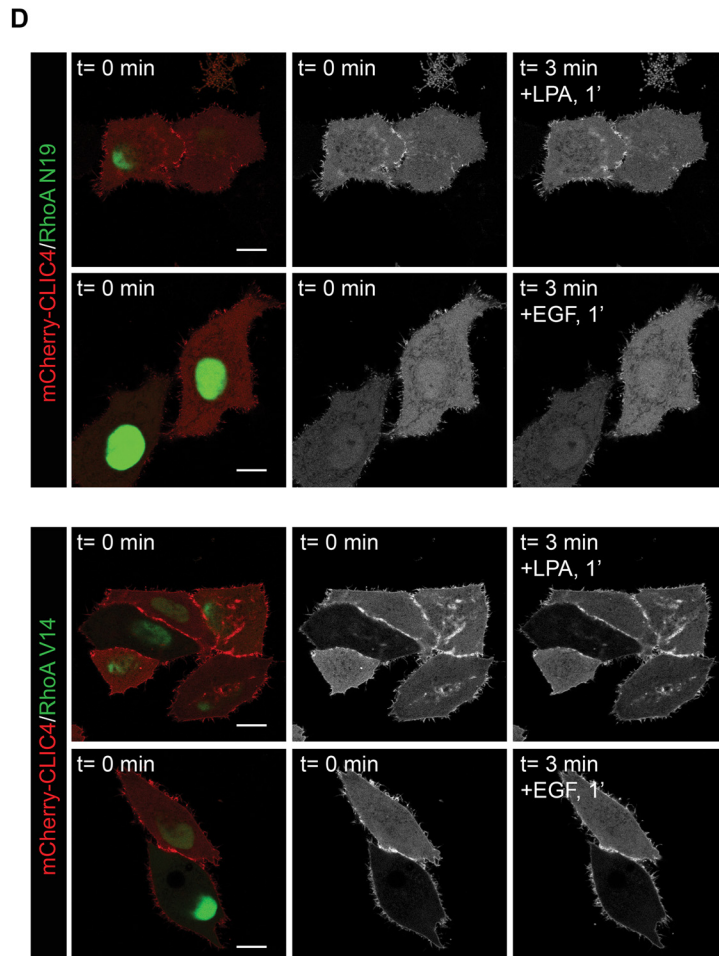 D
mCherry-CLIC4/RhoA N19
t= 0 min
t= 0 min
t= 3 min
+LPA, 1'
t= 0 min
t= 0 min
t= 3 min
+EGF, 1'
mCherry-CLIC4/RhoA V14
t= 0 min
t= 0 min
t= 3 min
+LPA, 1'
t= 0 min
t= 0 min
t= 3 min
+EGF, 1'